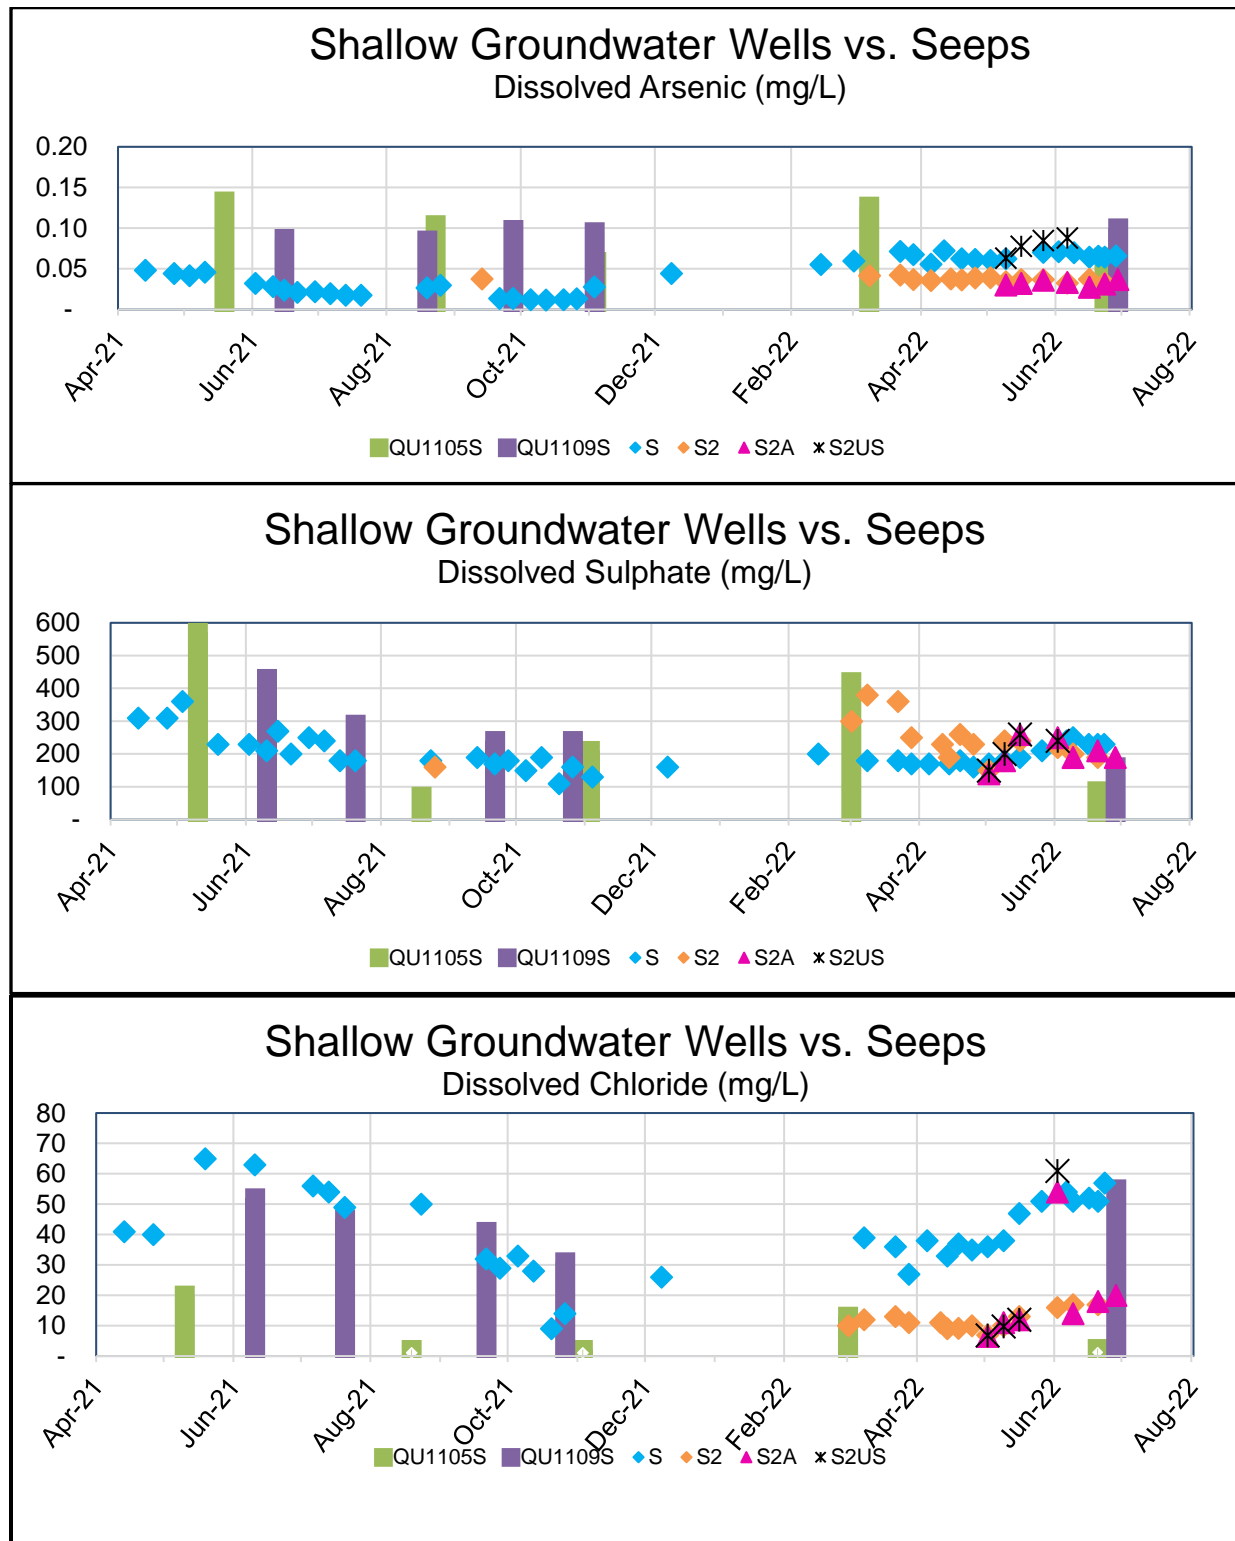 Shallow Groundwater Wells vs. Seeps
Dissolved Arsenic (mg/L)
0.20
0.15
0.10
0.05
-
Apr-21 Jun-21 Aug-21 Oct-21 Dec-21 Feb-22 Apr-22 Jun-22 Aug-22
QU1105S QU1109S S S2 S2A S2US
Shallow Groundwater Wells vs. Seeps
Dissolved Sulphate (mg/L)
600
500
400
300
200
100
-
Apr-21 Jun-21 Aug-21 Oct-21 Dec-21 Feb-22 Apr-22 Jun-22 Aug-22
QU1105S QU1109S S S2 S2A S2US
Shallow Groundwater Wells vs. Seeps
Dissolved Chloride (mg/L)
80
70
60
50
40
30
20
10
-
Apr-21 Jun-21 Aug-21 Oct-21 Dec-21 Feb-22 Apr-22 Jun-22 Aug-22
QU1105S QU1109S S S2 S2A S2US